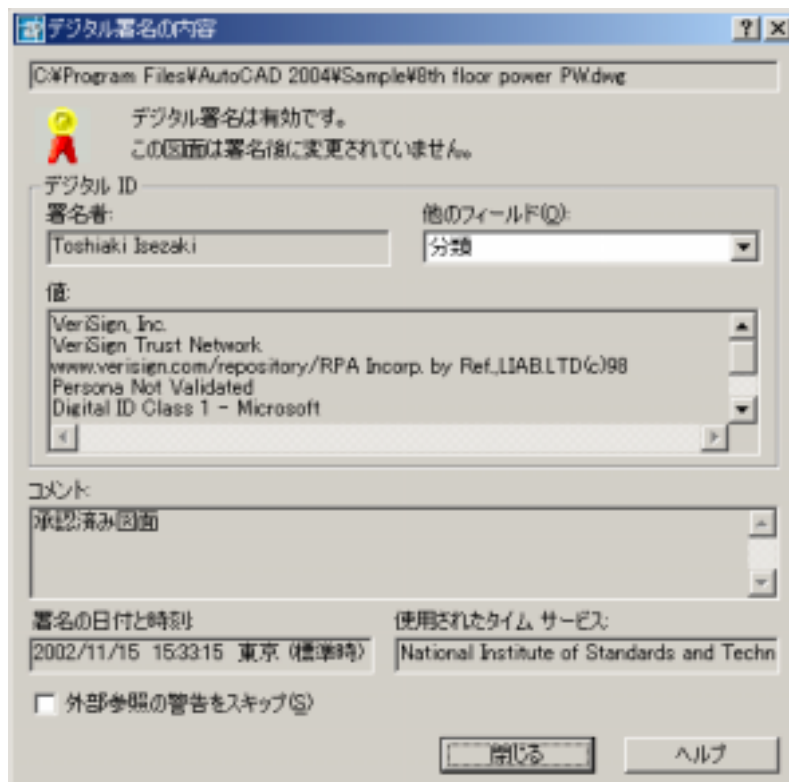 デジタル署名の内容
C:¥Program Files¥AutoCAD 2004¥Sample¥8th floor power PW.dwg
デジタル署名は有効です。
この図面は署名後に変更されていません。
デジタル ID
署名者:
他のフィールド(Q):
Toshiaki Isezaki
分類
値:
VeriSign, Inc.
VeriSign Trust Network
www.verisign.com/repository/RPA Incorp. by Ref.,LIAB.LTD(c)98
Persona Not Validated
Digital ID Class 1 - Microsoft
コメント:
承認済み図面
署名の日付と時刻:
使用されたタイム サービス:
2002/11/15 15:33:15 東京 (標準時)
National Institute of Standards and Techn
外部参照の警告をスキップ(S)
閉じる
ヘルプ